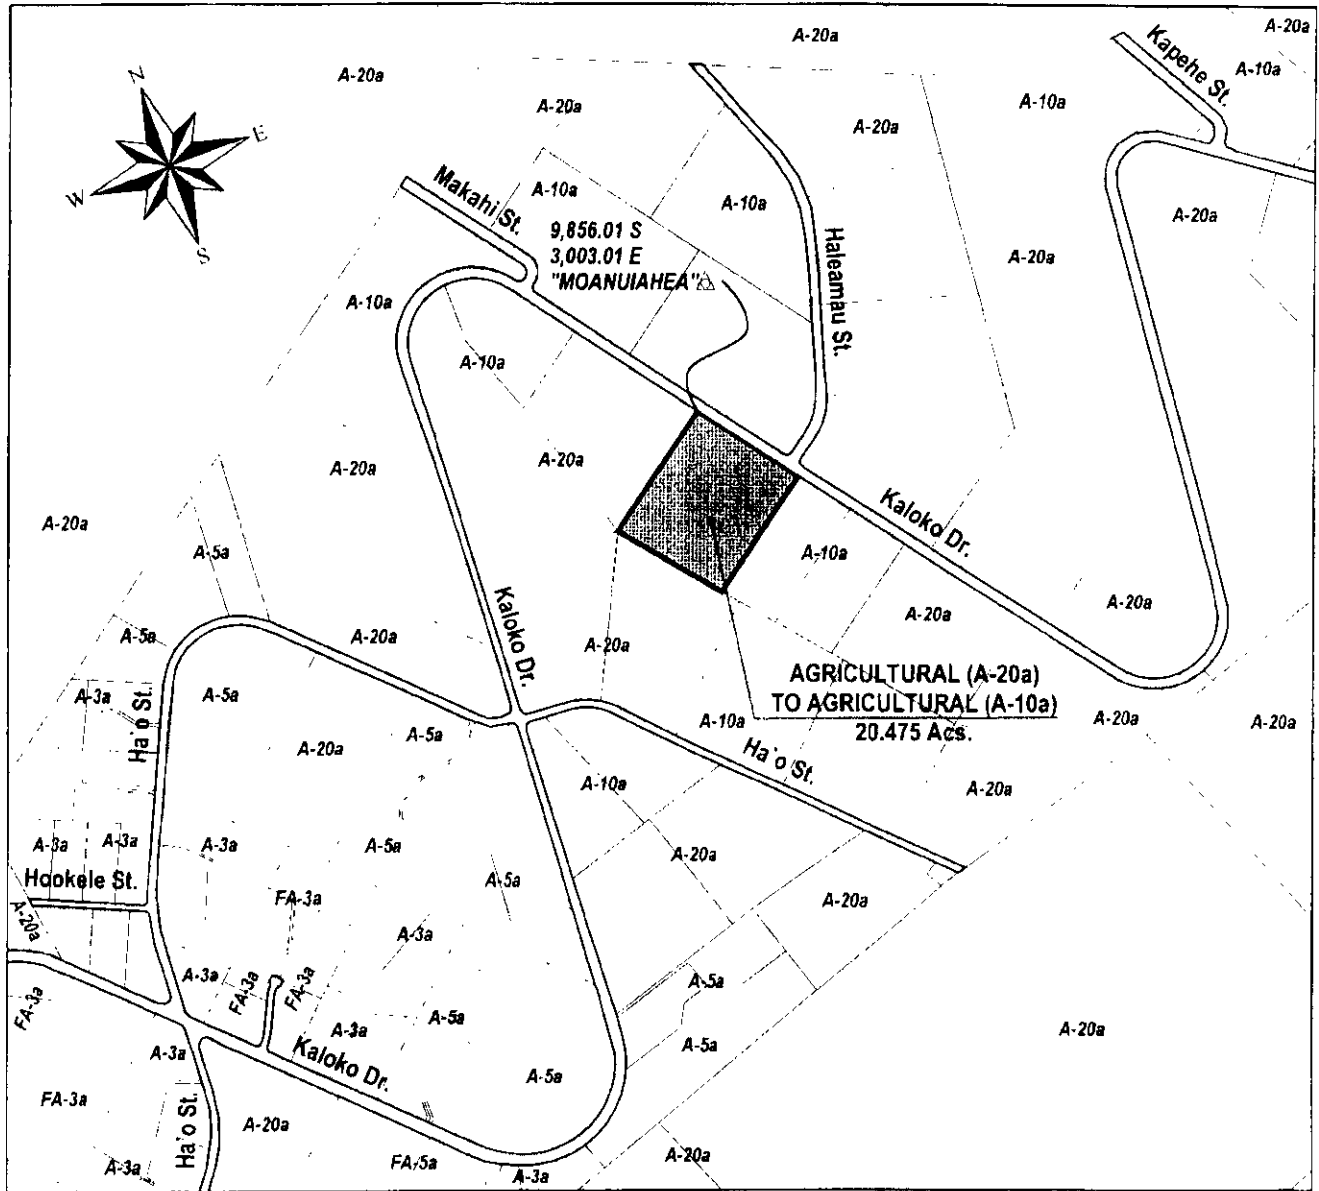 A-20a
A-20a
Kapehe St.
A-20a
A-10a
A-20a
A-10a
A-20a
A-20a
N
E
W
S
Makahi St.
A-10a
A-10a
A-20a
A-20a
9,856.01 S
3,003.01 E
"MOANUIAHEA"
Haleamau St.
A-10a
A-10a
A-20a
A-20a
A-20a
Kaloko Dr.
A-20a
A-5a
A-10a
Kaloko Dr.
A-20a
A-20a
A-5a
A-20a
A-20a
AGRICULTURAL (A-20a)
TO AGRICULTURAL (A-10a)
20.475 Acs.
A-3a
Ha'o St.
A-5a
A-20a
A-5a
A-10a
Ha'o St.
A-20a
A-20a
A-10a
A-20a
A-3a
A-3a
A-3a
A-5a
A-20a
Hookele St.
A-20a
FA-3a
A-5a
A-20a
A-3a
A-3a
FA-3a
FA-3a
A-5a
FA-3a
A-3a
A-5a
A-20a
A-3a
Kaloko Dr.
A-5a
A-5a
FA-3a
Ha'o St.
A-20a
A-3a
FA-5a
A-3a
A-20a